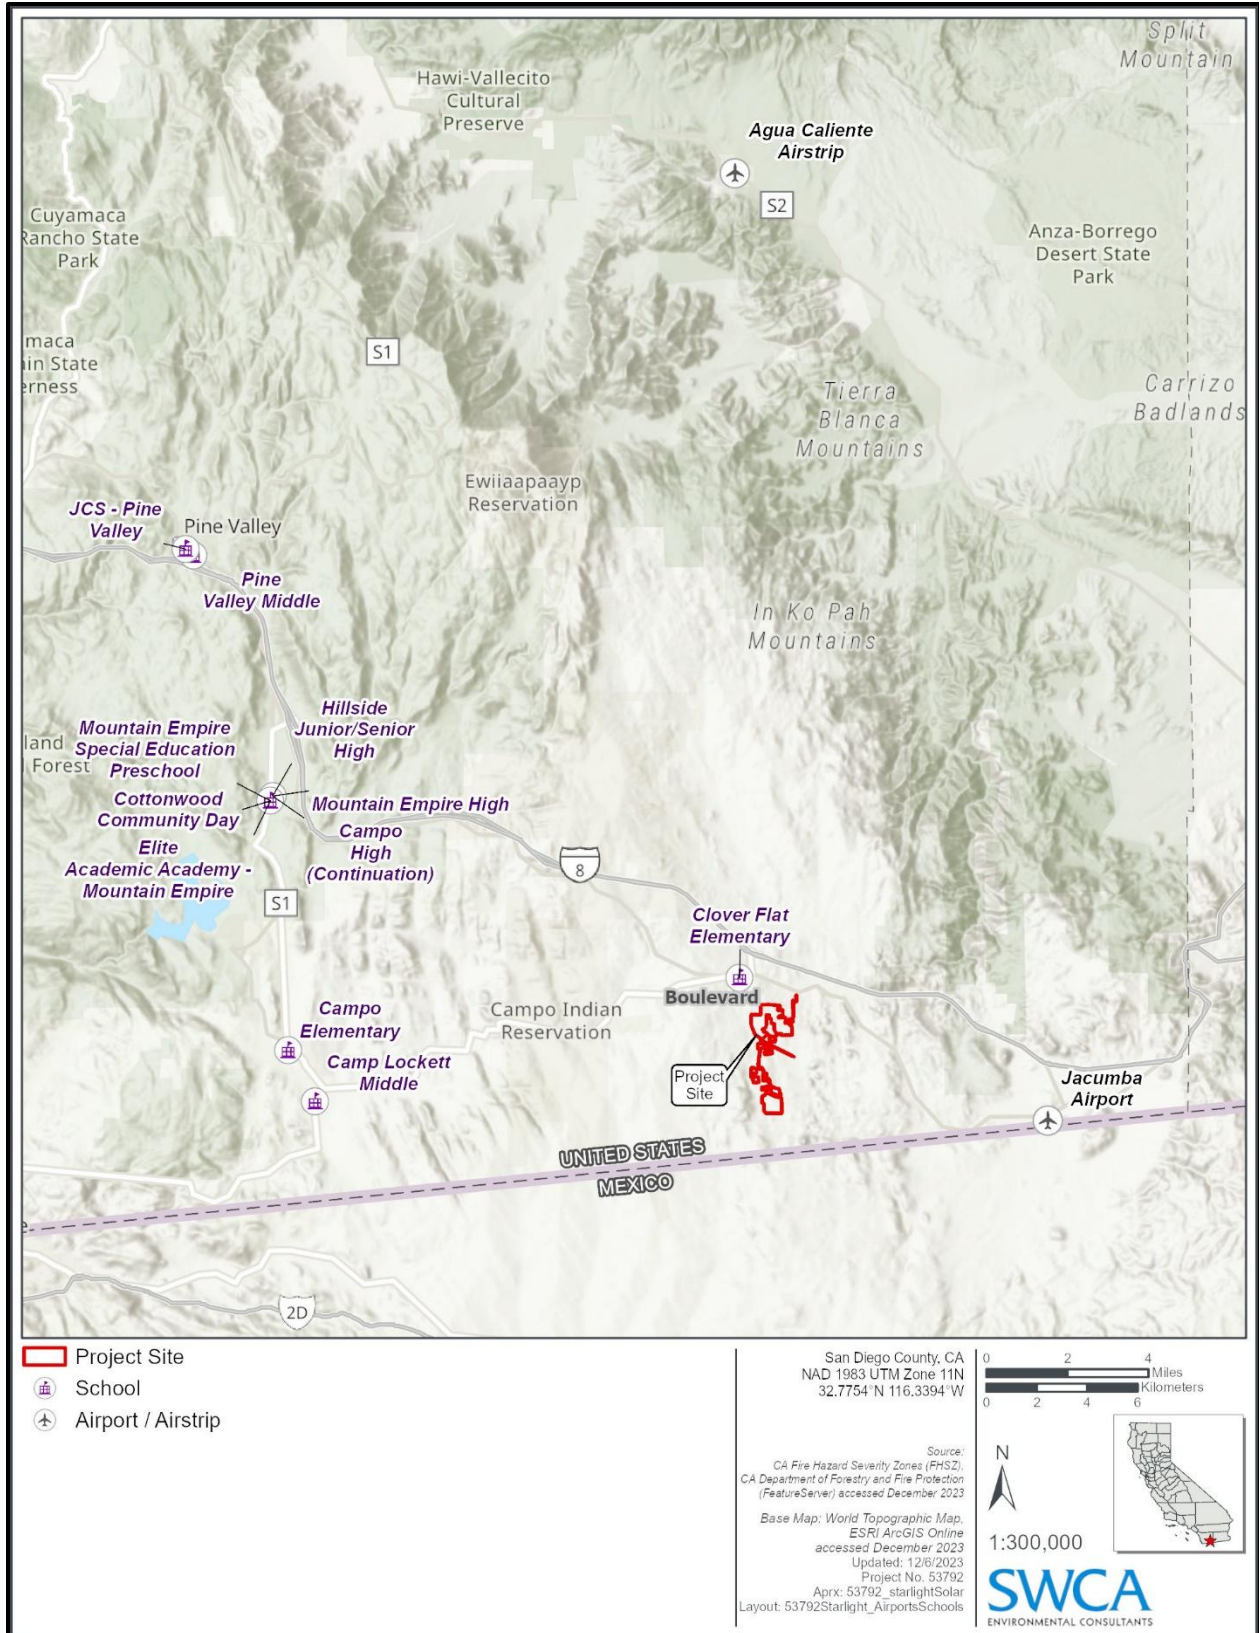 Split
Mountain
Hawi-Vallecito
Cultural
Preserve
Agua Caliente
Airstrip
S2
Cuyamaca
Rancho State
Park
Anza-Borrego
Desert State
Park
maca
ain State
erness
S1
Tierra
Blanca
Mountains
Carrizo
Badlands
Ewiiaapaayp
Reservation
JCS - Pine
Valley
Pine Valley
Pine
Valley Middle
In Ko Pah
Mountains
Hillside
Junior/Senior
High
Mountain Empire
Special Education
Preschool
land
Forest
Cottonwood
Community Day
Mountain Empire High
Elite
Academic Academy -
Mountain Empire
Campo
High
(Continuation)
8
S1
Clover Flat
Elementary
Boulevard
Campo Indian
Reservation
Campo
Elementary
Camp Lockett
Middle
Project
Site
Jacumba
Airport
UNITED STATES
MEXICO
e
2D
Project Site
School
Airport / Airstrip
San Diego County, CA
NAD 1983 UTM Zone 11N
32.7754°N 116.3394°W
Source:
CA Fire Hazard Severity Zones (FHSZ),
CA Department of Forestry and Fire Protection
(FeatureServer) accessed December 2023
Base Map: World Topographic Map,
ESRI ArcGIS Online
accessed December 2023
Updated: 12/6/2023
Project No. 53792
Aprx: 53792_starlightSolar
Layout: 53792Starlight_AirportsSchools
0 2 4
Miles
Kilometers
0 2 4 6
N
1:300,000
SWCA
ENVIRONMENTAL CONSULTANTS